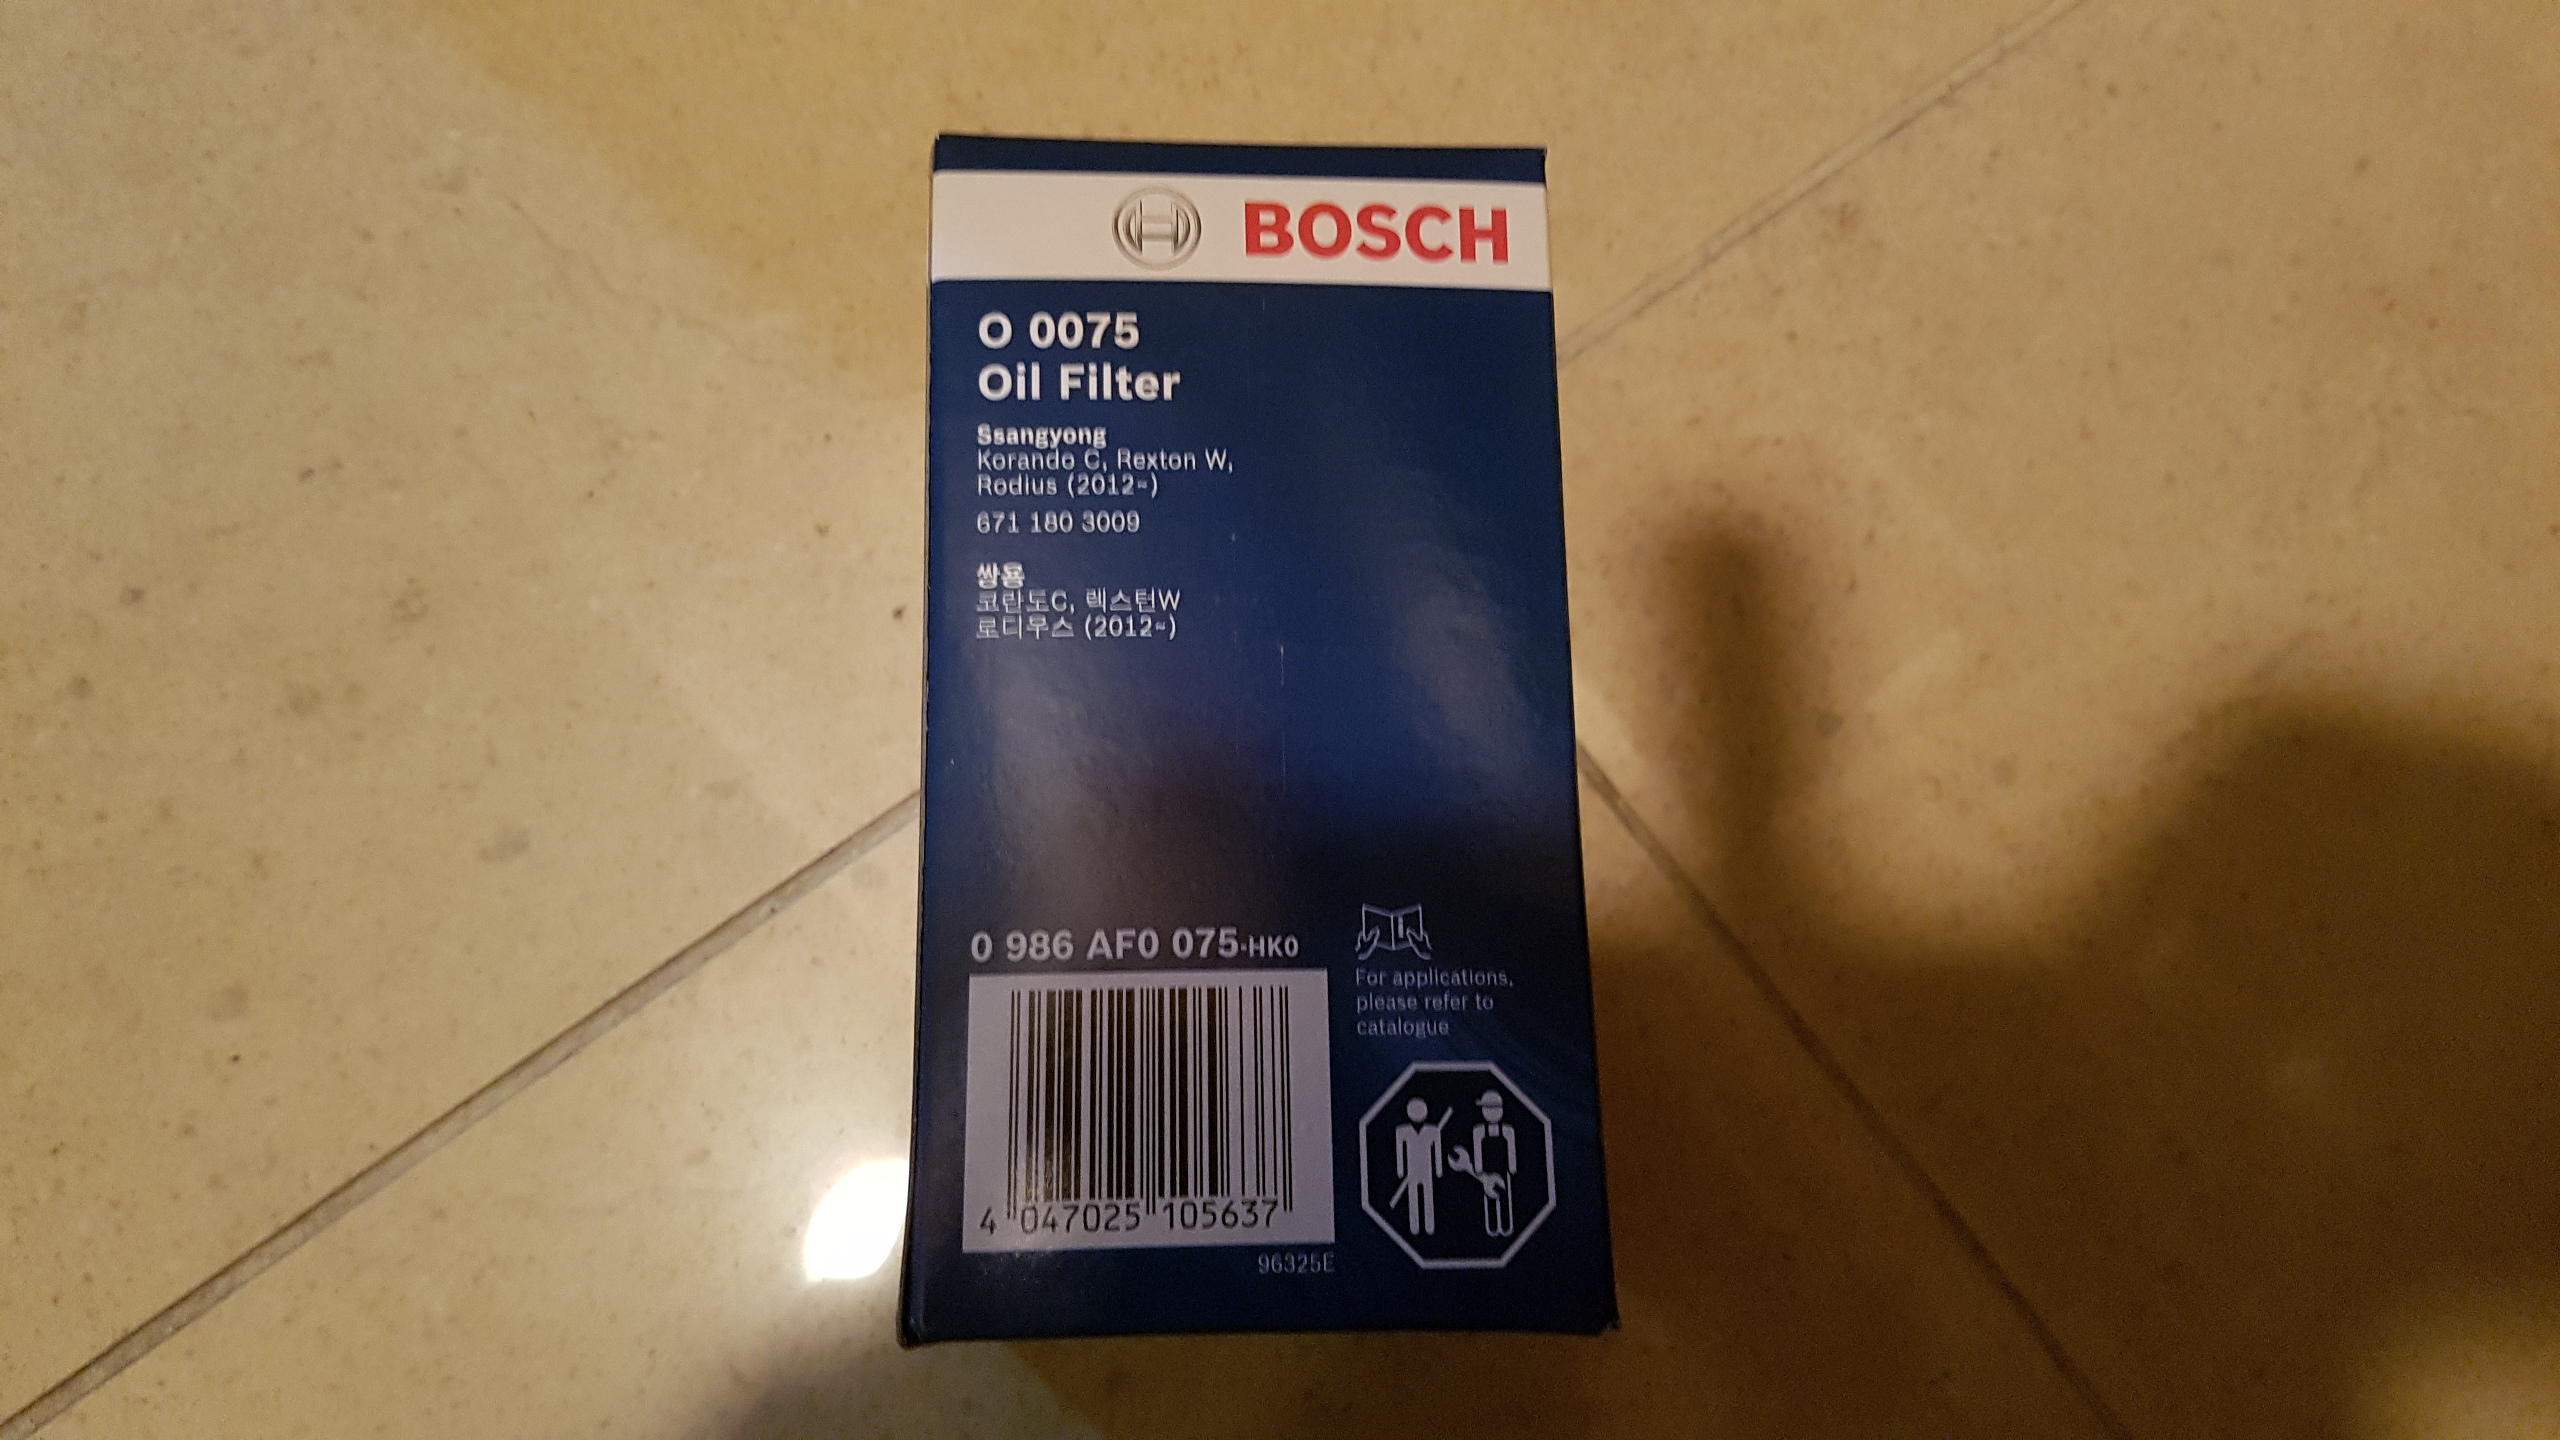 BOSCH
O 0075
Oil Filter
Ssangyong
Korando C, Rexton W,
Rodius (2012~)
671 180 3009
쌍용
코란도C, 렉스턴W
로디우스 (2012~)
0 986 AF0 075-HK0
For applications,
please refer to
catalogue
4 047025 105637
96325E